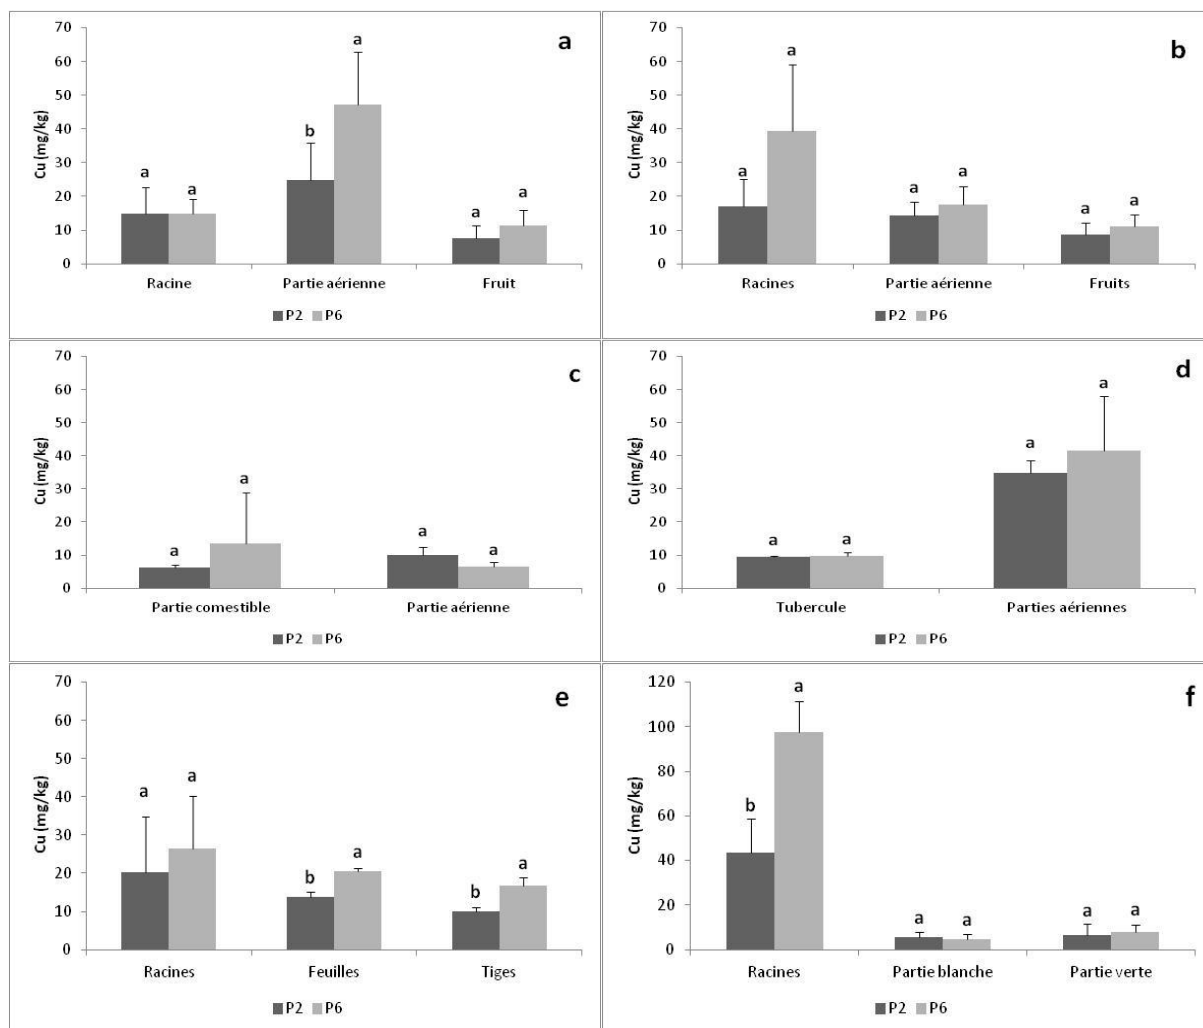 a
Cu (mg/kg)
70
60
50
40
30
20
10
0
a a b a a a
Racine Partie aérienne Fruit
P2 P6
b
Cu (mg/kg)
70
60
50
40
30
20
10
0
a a a a a a
Racines Partie aérienne Fruits
P2 P6
c
Cu (mg/kg)
70
60
50
40
30
20
10
0
a a a a
Partie comestible Partie aérienne
P2 P6
d
Cu (mg/kg)
70
60
50
40
30
20
10
0
a a a a
Tubercule Parties aériennes
P2 P6
e
Cu (mg/kg)
70
60
50
40
30
20
10
0
a a b a b a
Racines Feuilles Tiges
P2 P6
f
Cu (mg/kg)
120
100
80
60
40
20
0
b a a a a a
Racines Partie blanche Partie verte
P2 P6